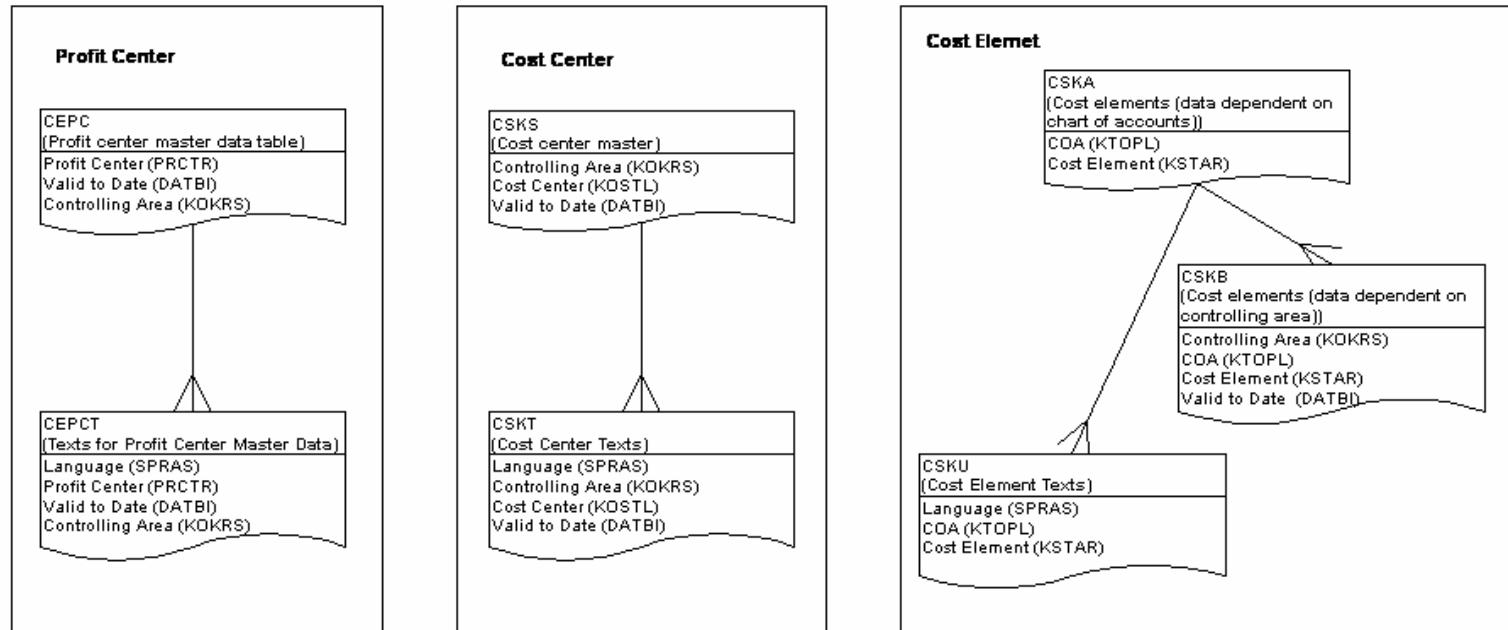 Profit Center
CEPC
(Profit center master data table)
Profit Center (PRCTR)
Valid to Date (DATBI)
Controlling Area (KOKRS)
CEPCT
(Texts for Profit Center Master Data)
Language (SPRAS)
Profit Center (PRCTR)
Valid to Date (DATBI)
Controlling Area (KOKRS)
Cost Center
CSKS
(Cost center master)
Controlling Area (KOKRS)
Cost Center (KOSTL)
Valid to Date (DATBI)
CSKT
(Cost Center Texts)
Language (SPRAS)
Controlling Area (KOKRS)
Cost Center (KOSTL)
Valid to Date (DATBI)
Cost Elemet
CSKA
(Cost elements (data dependent on
chart of accounts))
COA (KTOPL)
Cost Element (KSTAR)
CSKB
(Cost elements (data dependent on
controlling area))
Controlling Area (KOKRS)
COA (KTOPL)
Cost Element (KSTAR)
Valid to Date (DATBI)
CSKU
(Cost Element Texts)
Language (SPRAS)
COA (KTOPL)
Cost Element (KSTAR)